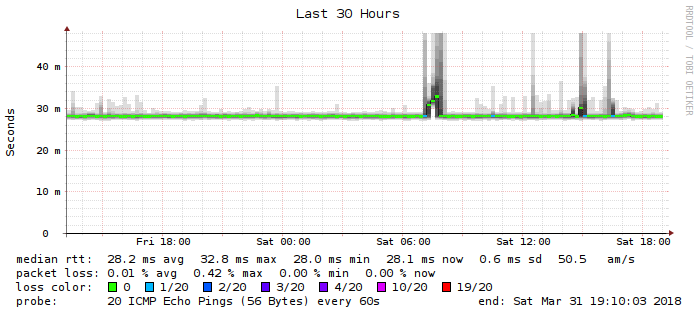 Last 30 Hours
RRDTOOL / TOBI OETIKER
Seconds
40 m
30 m
20 m
10 m
0
Fri 18:00 Sat 00:00 Sat 06:00 Sat 12:00 Sat 18:00
median rtt: 28.2 ms avg 32.8 ms max 28.0 ms min 28.1 ms now 0.6 ms sd 50.5 am/s
packet loss: 0.01 % avg 0.42 % max 0.00 % min 0.00 % now
loss color: 0 1/20 2/20 3/20 4/20 10/20 19/20
probe: 20 ICMP Echo Pings (56 Bytes) every 60s end: Sat Mar 31 19:10:03 2018